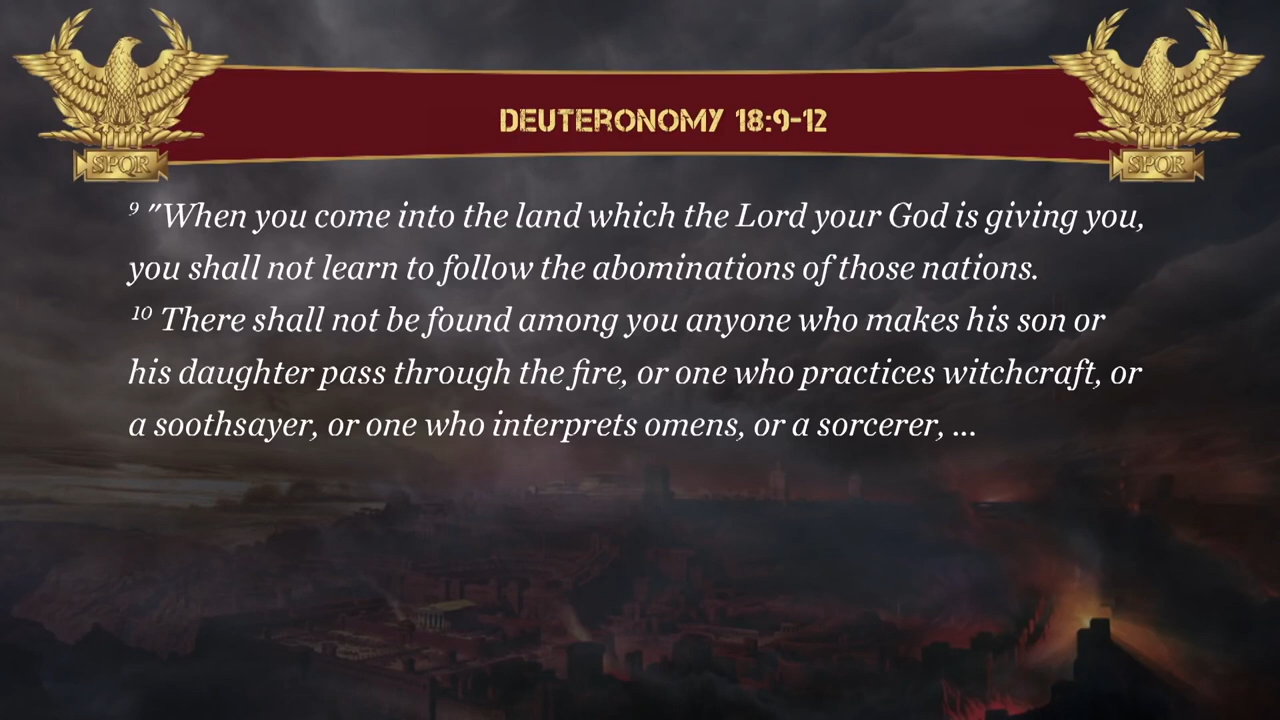 DEUTERONOMY 18:9-12
SPQR
SPQR
⁹ "When you come into the land which the Lord your God is giving you,
you shall not learn to follow the abominations of those nations.
¹⁰ There shall not be found among you anyone who makes his son or
his daughter pass through the fire, or one who practices witchcraft, or
a soothsayer, or one who interprets omens, or a sorcerer, ...